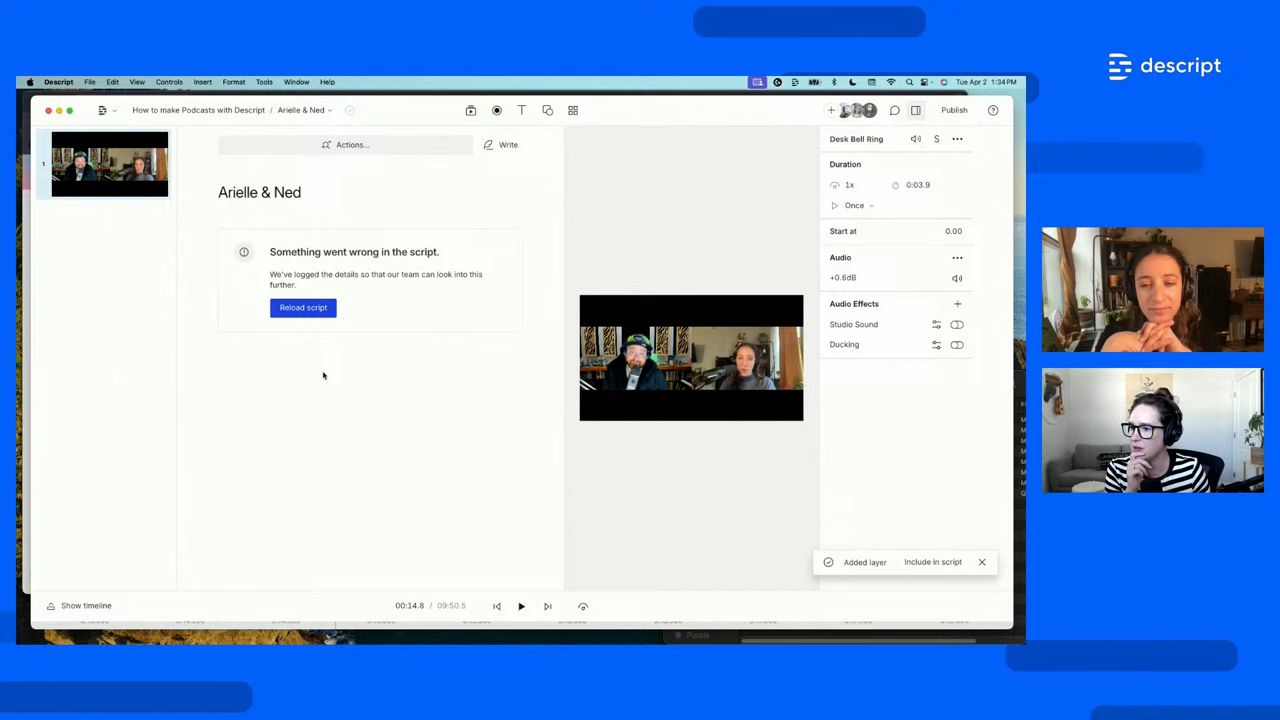 descript
Descript File Edit View Controls Insert Format Tools Window Help
Tue Apr 2 1:34PM
How to make Podcasts with Descript / Arielle & Ned
Publish
1
Actions...
Write
Arielle & Ned
Something went wrong in the script.
We've logged the details so that our team can look into this
further.
Reload script
Desk Bell Ring
S
Duration
1x
0:03.9
Once
Start at
0.00
Audio
+0.6dB
Audio Effects
Studio Sound
Ducking
Added layer
Include in script
Show timeline
00:14.8 / 09:50.5
Purple